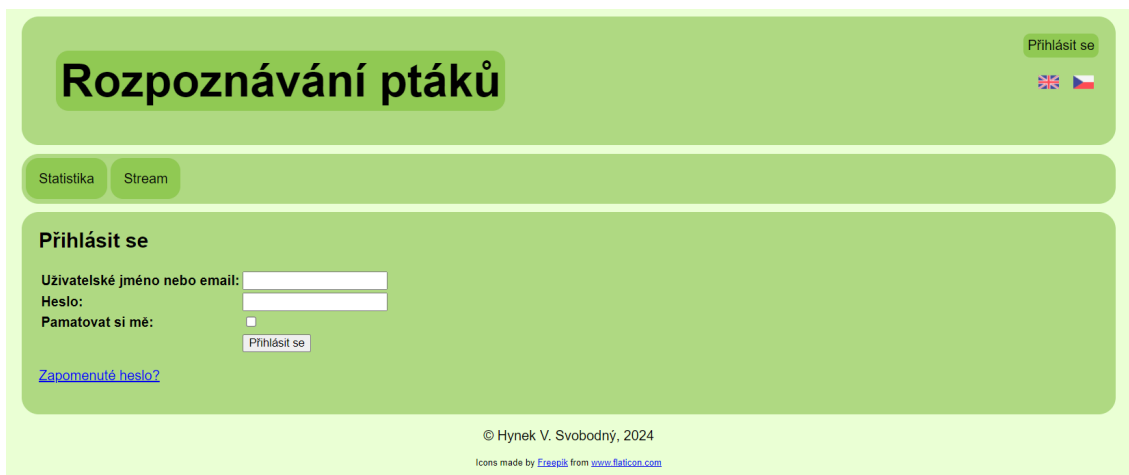 Přihlásit se
Rozpoznávání ptáků
Statistika
Stream
Přihlásit se
Uživatelské jméno nebo email:
Heslo:
Pamatovat si mě:
Přihlásit se
Zapomenuté heslo?
© Hynek V. Svobodný, 2024
Icons made by Freepik from www.flaticon.com